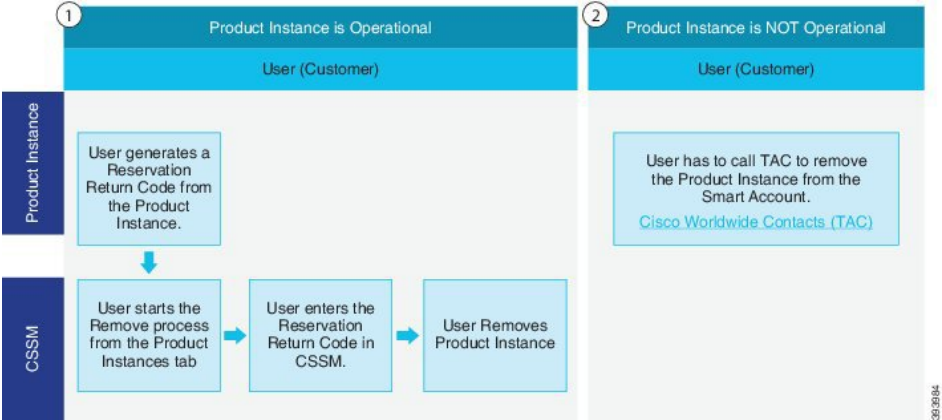 1
Product Instance is Operational
User (Customer)
2
Product Instance is NOT Operational
User (Customer)
Product Instance
User generates a
Reservation
Return Code from
the Product
Instance.
User has to call TAC to remove
the Product Instance from the
Smart Account.
Cisco Worldwide Contacts (TAC)
CSSM
User starts the
Remove process
from the Product
Instances tab
User enters the
Reservation
Return Code in
CSSM.
User Removes
Product Instance
393984